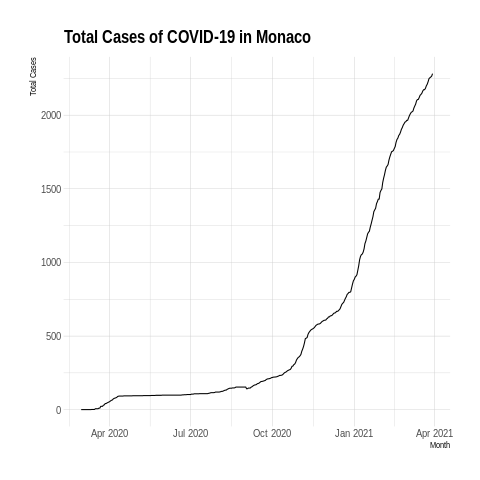 Total Cases of COVID-19 in Monaco
Total Cases
2000
1500
1000
500
0
Apr 2020 Jul 2020 Oct 2020 Jan 2021 Apr 2021
Month